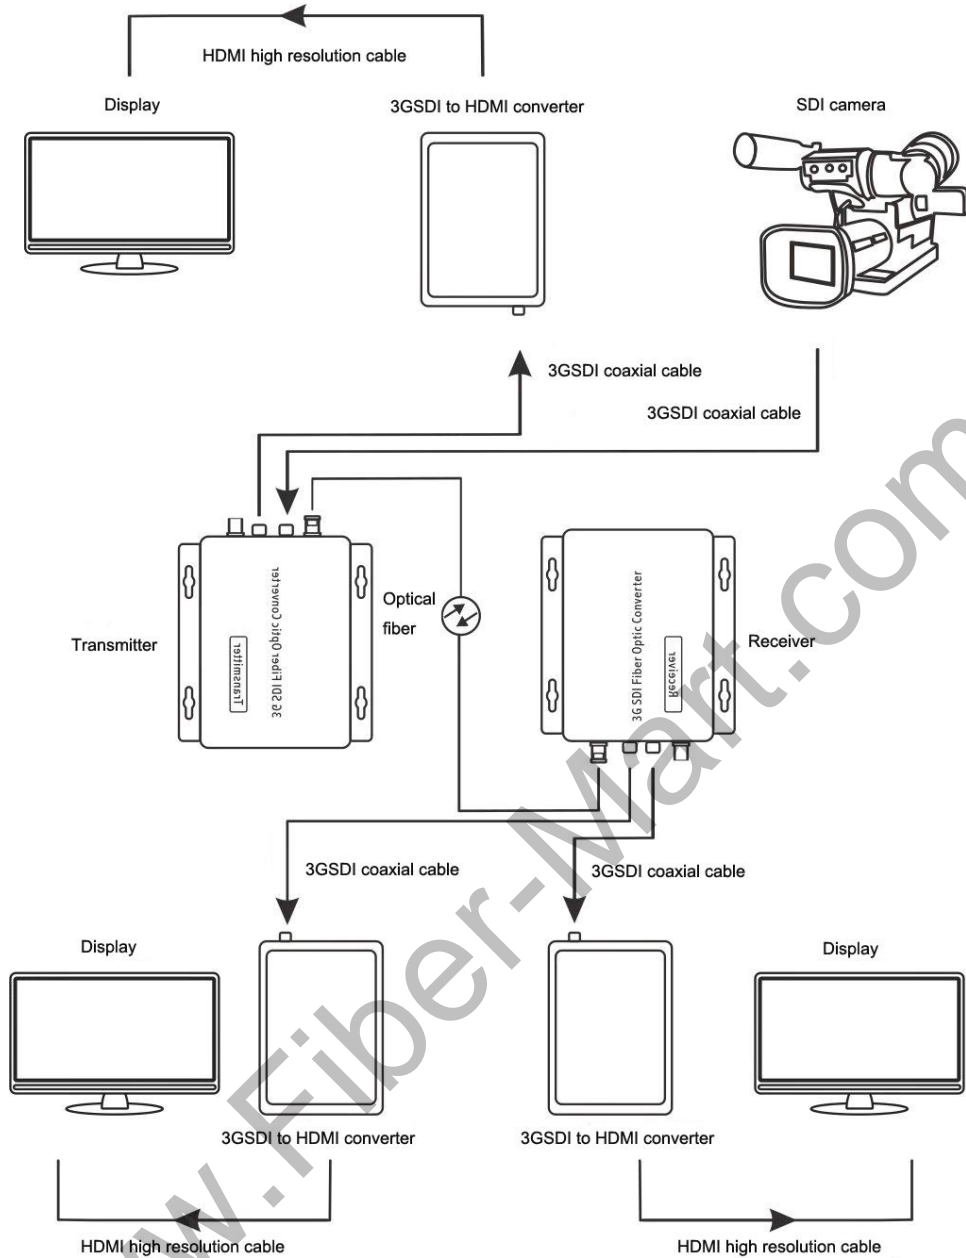 HDMI high resolution cable
Display
3GSDI to HDMI converter
SDI camera
3GSDI coaxial cable
3GSDI coaxial cable
Optical
fiber
Transmitter
Transmitter
3G SDI Fiber Optic Converter
3G SDI Fiber Optic Converter
Receiver
Receiver
3GSDI coaxial cable
3GSDI coaxial cable
Display
Display
3GSDI to HDMI converter
3GSDI to HDMI converter
HDMI high resolution cable
HDMI high resolution cable
w.Fiber-Mart.com